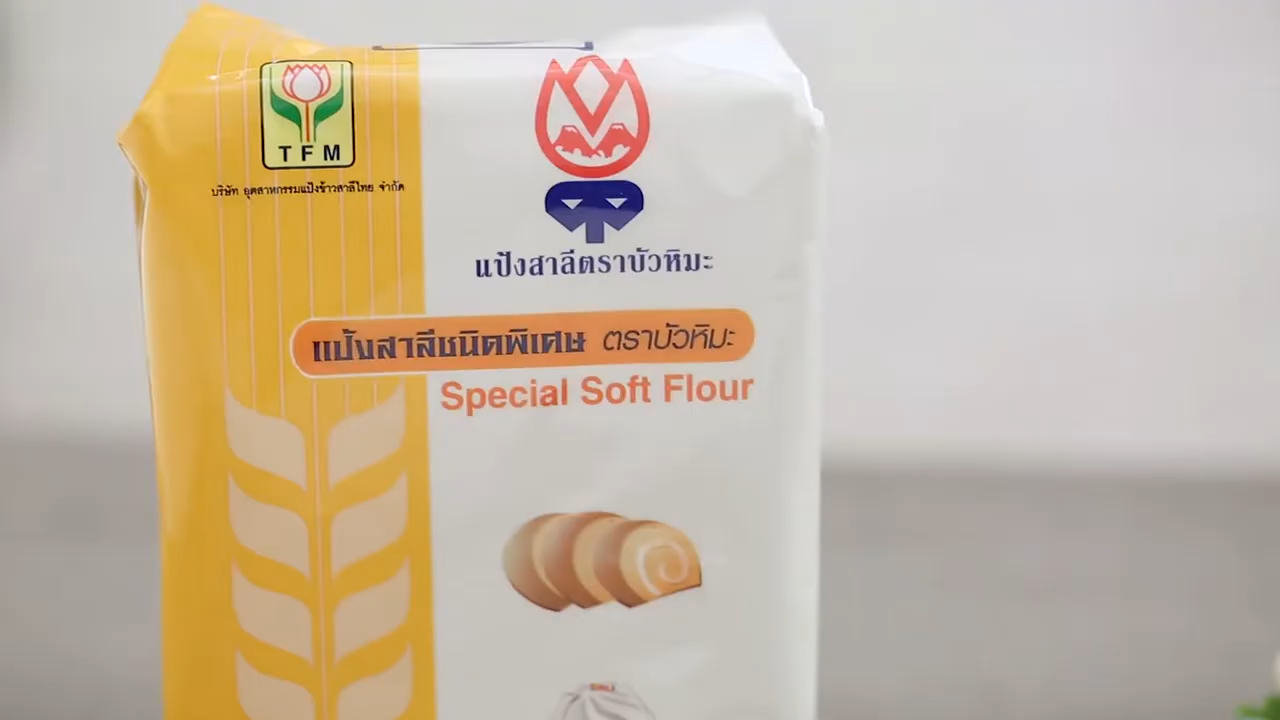 TFM
บริษัท อุตสาหกรรมแป้งข้าวสาลีไทย จำกัด
แป้งสาลีตราบัวหิมะ
แป้งสาลีชนิดพิเศษ ตราบัวหิมะ
Special Soft Flour